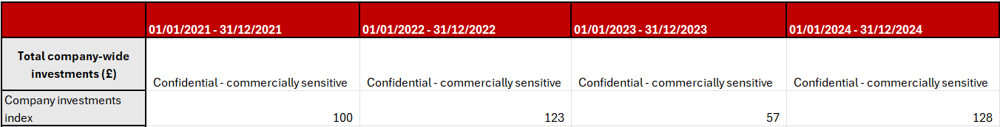 01/01/2021 - 31/12/2021 01/01/2022 - 31/12/2022 01/01/2023 - 31/12/2023 01/01/2024 - 31/12/2024
Total company-wide
investments (£)
Confidential - commercially sensitive Confidential - commercially sensitive Confidential - commercially sensitive Confidential - commercially sensitive
Company investments
index 100 123 57 128